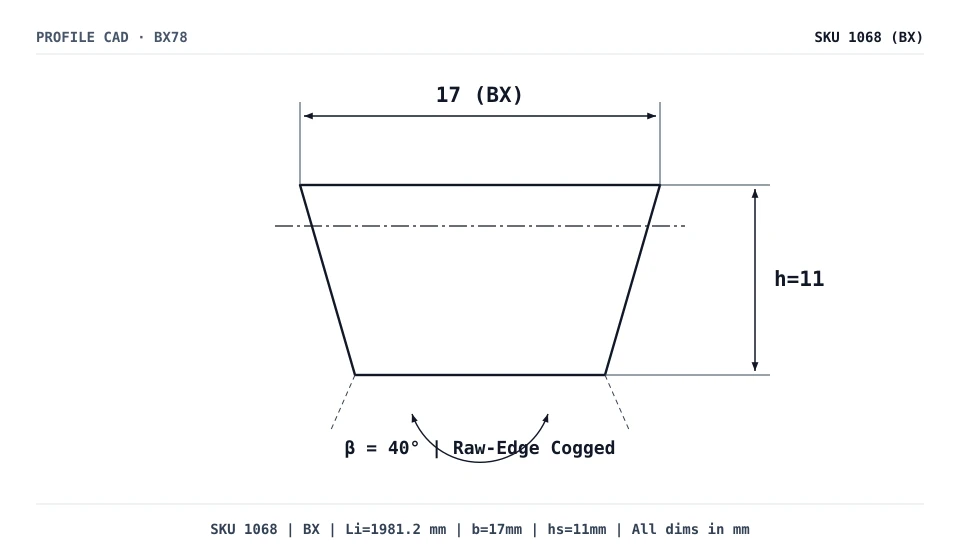 PROFILE CAD · BX78
SKU 1068 (BX)
17 (BX)
h=11
β = 40° | Raw-Edge Cogged
SKU 1068 | BX | Li=1981.2 mm | b=17mm | hs=11mm | All dims in mm